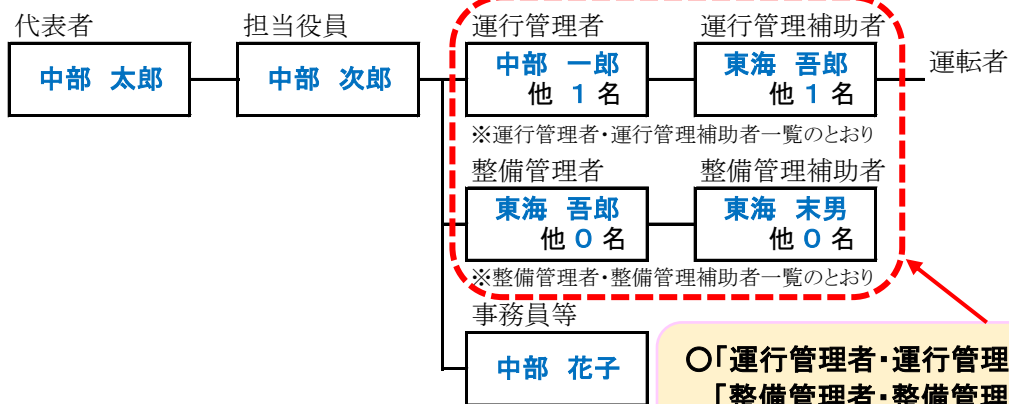 代表者
担当役員
運行管理者
運行管理補助者
中部 太郎
中部 次郎
中部 一郎
他 1 名
東海 吾郎
他 1 名
運転者
※運行管理者・運行管理補助者一覧のとおり
整備管理者
整備管理補助者
東海 吾郎
他 0 名
東海 末男
他 0 名
※整備管理者・整備管理補助者一覧のとおり
事務員等
中部 花子
〇「運行管理者・運行管理
「整備管理者・整備管理